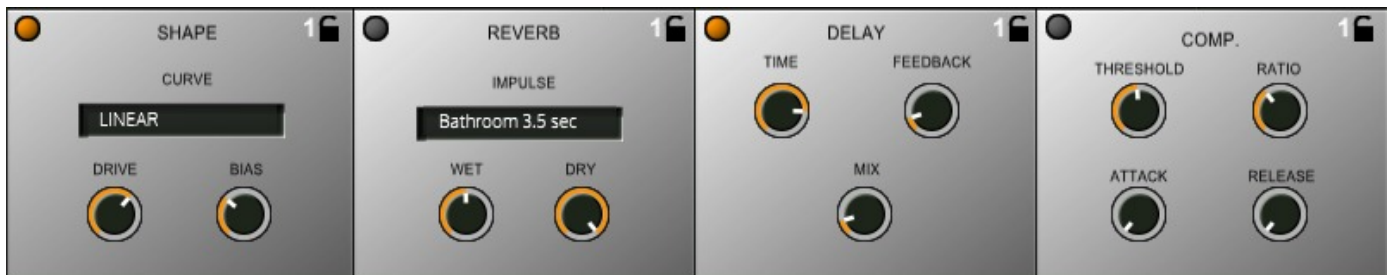 SHAPE 1
CURVE
LINEAR
DRIVE BIAS
REVERB 1
IMPULSE
Bathroom 3.5 sec
WET DRY
DELAY 1
TIME FEEDBACK
MIX
COMP. 1
THRESHOLD RATIO
ATTACK RELEASE